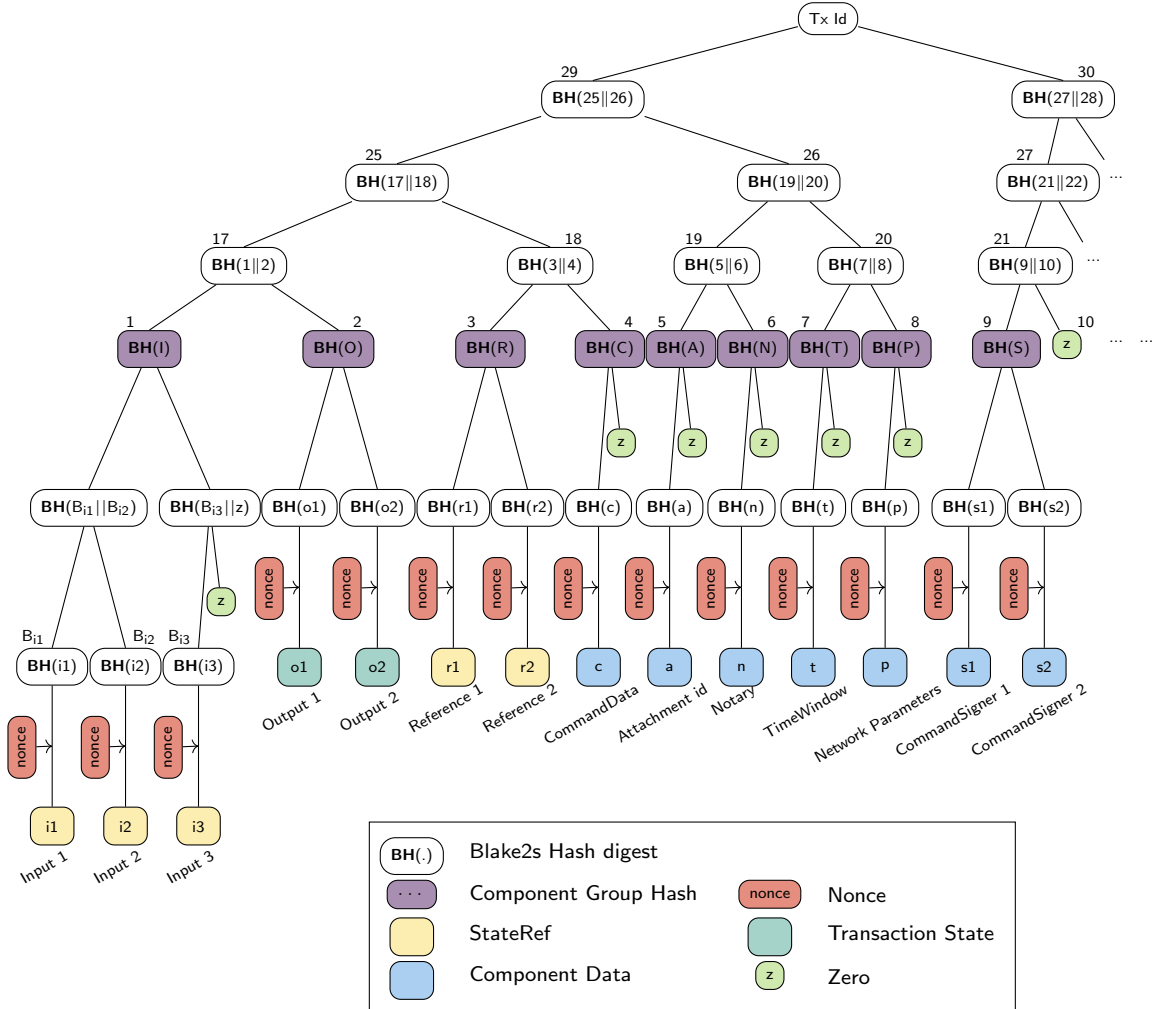 Tx Id
29 30
BH(25||26) BH(27||28)
25 26 27
BH(17||18) BH(19||20) BH(21||22) ...
17 18 19 20 21
BH(1||2) BH(3||4) BH(5||6) BH(7||8) BH(9||10) ...
1 2 3 4 5 6 7 8 9 10
BH(I) BH(O) BH(R) BH(C) BH(A) BH(N) BH(T) BH(P) BH(S) z ... ...
z z z z z
BH(Bi1||Bi2) BH(Bi3||z) BH(o1) BH(o2) BH(r1) BH(r2) BH(c) BH(a) BH(n) BH(t) BH(p) BH(s1) BH(s2)
nonce nonce nonce nonce nonce nonce nonce nonce nonce nonce nonce
z
Bi1 Bi2 Bi3
BH(i1) BH(i2) BH(i3) o1 o2 r1 r2 c a n t p s1 s2
Output 1 Output 2 Reference 1 Reference 2 CommandData Attachment id Notary TimeWindow Network Parameters CommandSigner 1 CommandSigner 2
nonce nonce nonce
i1 i2 i3
Input 1 Input 2 Input 3
BH(.) Blake2s Hash digest
... Component Group Hash nonce Nonce
StateRef Transaction State
Component Data z Zero